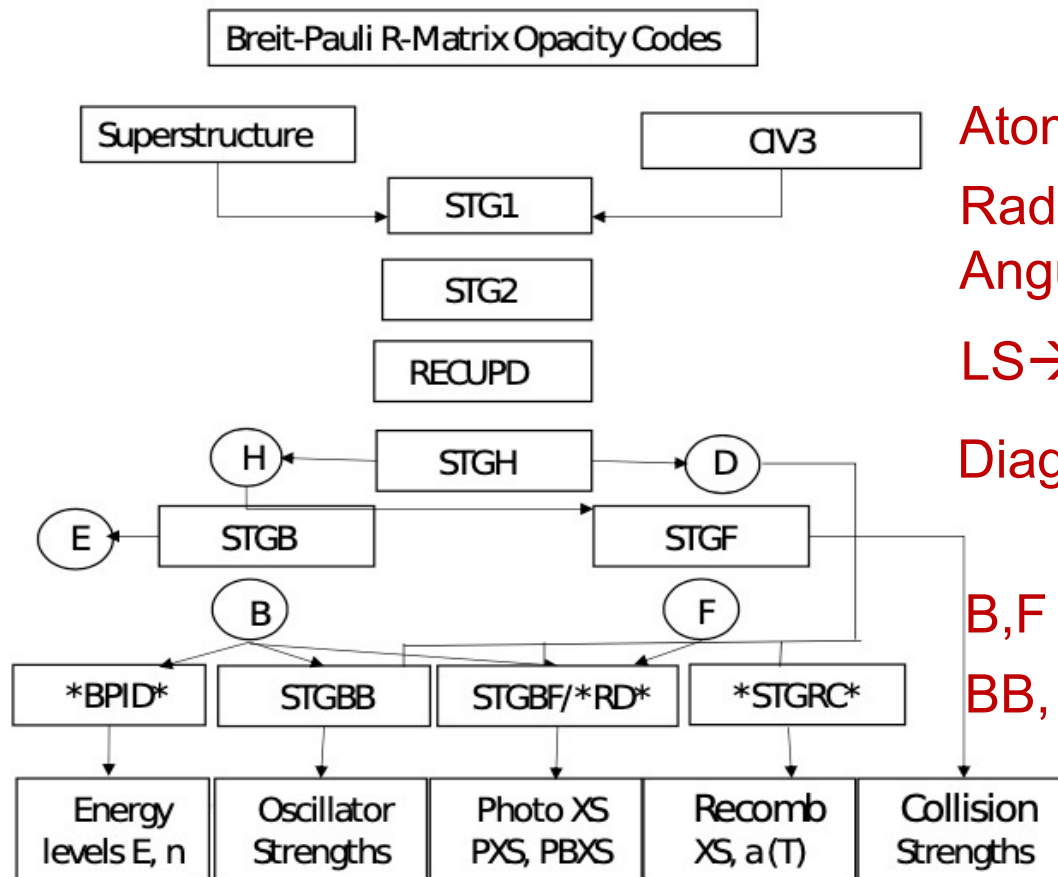 Breit-Pauli R-Matrix Opacity Codes
Superstructure
CIV3
STG1
STG2
RECUPD
H
STGH
D
E
STGB
STGF
B
F
*BPID*
STGBB
STGBF/*RD*
*STGRC*
Energy
levels E, n
Oscillator
Strengths
Photo XS
PXS, PBXS
Recomb
XS, a (T)
Collision
Strengths
LS→
B,F
BB,